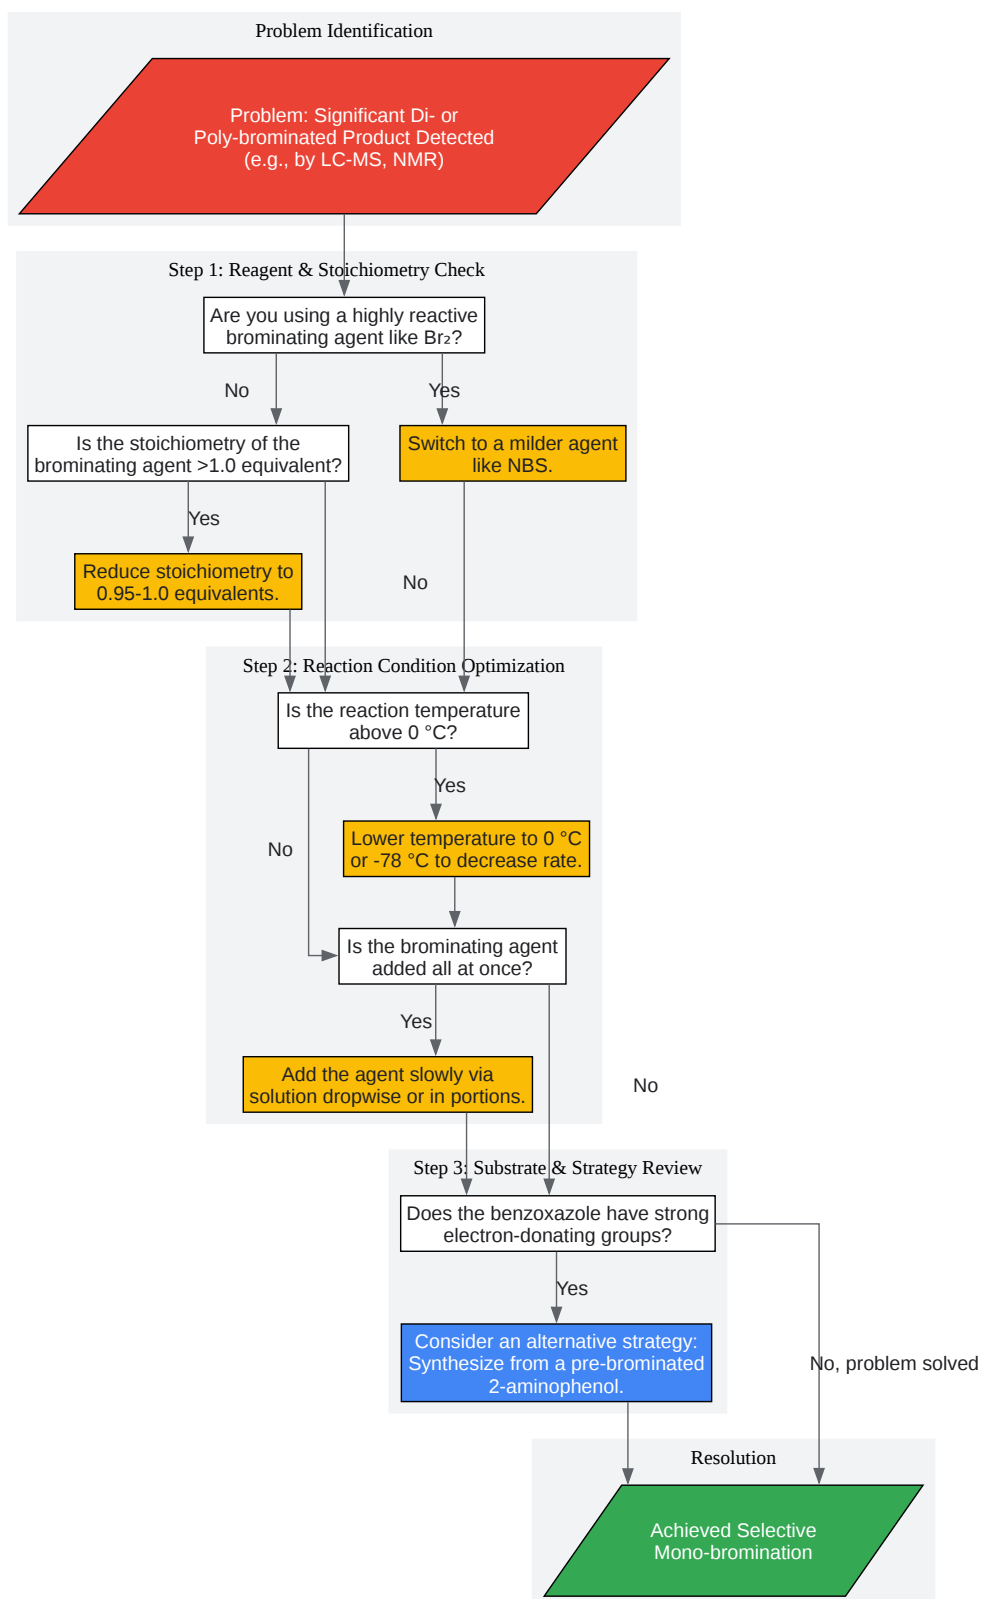 Problem Identification
Problem: Significant Di- or
Poly-brominated Product Detected
(e.g., by LC-MS, NMR)
Step 1: Reagent & Stoichiometry Check
Are you using a highly reactive
brominating agent like Br₂?
No
Yes
Is the stoichiometry of the
brominating agent >1.0 equivalent?
Switch to a milder agent
like NBS.
Yes
Reduce stoichiometry to
0.95-1.0 equivalents.
No
Step 2: Reaction Condition Optimization
Is the reaction temperature
above 0 °C?
Yes
No
Lower temperature to 0 °C
or -78 °C to decrease rate.
Is the brominating agent
added all at once?
Yes
Add the agent slowly via
solution dropwise or in portions.
No
Step 3: Substrate & Strategy Review
Does the benzoxazole have strong
electron-donating groups?
Yes
Consider an alternative strategy:
Synthesize from a pre-brominated
2-aminophenol.
No, problem solved
Resolution
Achieved Selective
Mono-bromination